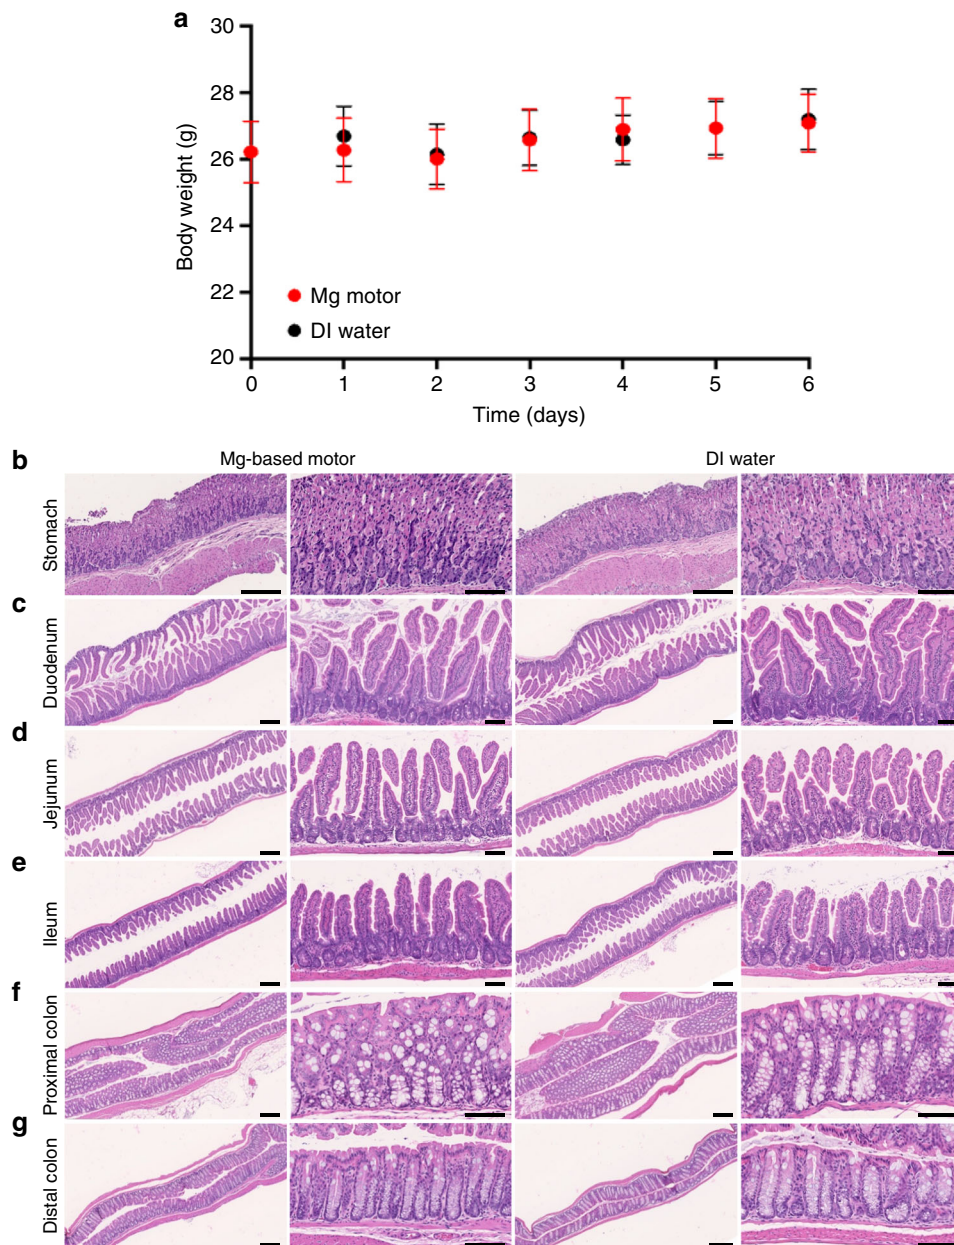 a
30
28
26
24
22
20
Body weight (g)
Mg motor
DI water
0 1 2 3 4 5 6
Time (days)
b
Mg-based motor DI water
Stomach
c
Duodenum
d
Jejunum
e
Ileum
f
Proximal colon
g
Distal colon